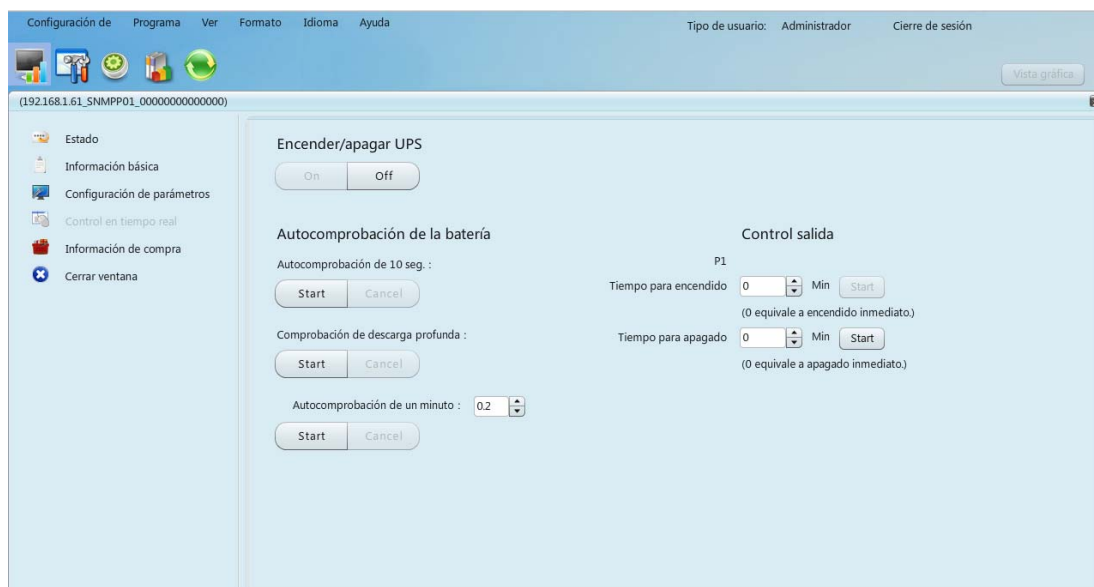 Configuración de Programa Ver Formato Idioma Ayuda Tipo de usuario: Administrador Cierre de sesión
Vista gráfica
(192.168.1.61_SNMPP01_00000000000000)
Estado
Información básica
Configuración de parámetros
Control en tiempo real
Información de compra
Cerrar ventana
Encender/apagar UPS
On Off
Autocomprobación de la batería
Autocomprobación de 10 seg. :
Start Cancel
Comprobación de descarga profunda :
Start Cancel
Autocomprobación de un minuto : 0.2
Start Cancel
Control salida
P1
Tiempo para encendido 0 Min Start
(0 equivale a encendido inmediato.)
Tiempo para apagado 0 Min Start
(0 equivale a apagado inmediato.)